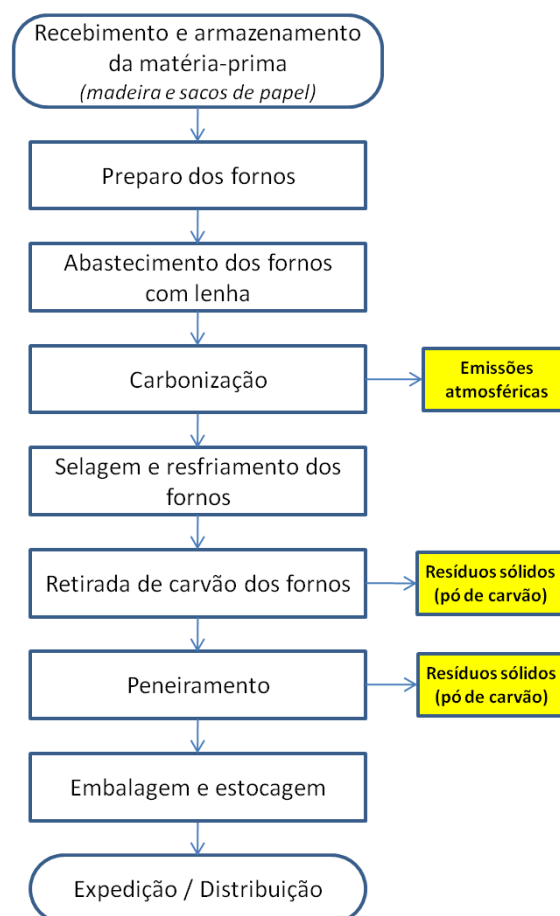 Recebimento e armazenamento
da matéria-prima
(madeira e sacos de papel)
Preparo dos fornos
Abastecimento dos fornos
com lenha
Carbonização
Emissões
atmosféricas
Selagem e resfriamento dos
fornos
Retirada de carvão dos fornos
Resíduos sólidos
(pó de carvão)
Peneiramento
Resíduos sólidos
(pó de carvão)
Embalagem e estocagem
Expedição / Distribuição